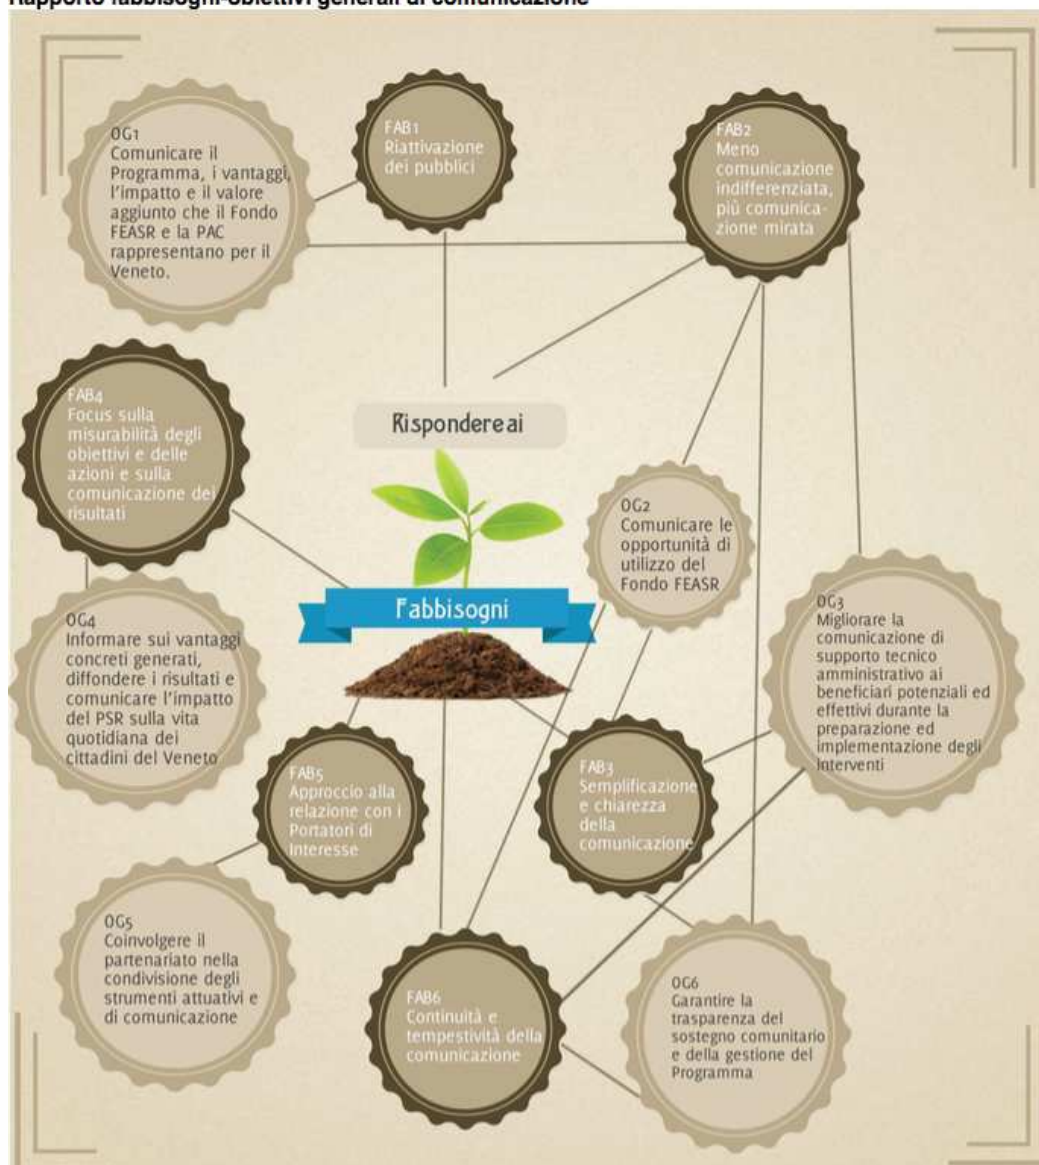 Rapporto fabbisogni-obiettivi generali di comunicazione
OG1
Comunicare il
Programma, i vantaggi,
l'impatto e il valore
aggiunto che il Fondo
FEASR e la PAC
rappresentano per il
Veneto.
FAB1
Riattivazione
dei pubblici
FAB2
Meno
comunicazione
indifferenziata,
più comunica-
zione mirata
FAB4
Focus sulla
misurabilità degli
obiettivi e delle
azioni e sulla
comunicazione dei
risultati
Rispondere ai
OG2
Comunicare le
opportunità di
utilizzo del
Fondo FEASR
Fabbisogni
OG4
Informare sui vantaggi
concreti generati,
diffondere i risultati e
comunicare l'impatto
del PSR sulla vita
quotidiana dei
cittadini del Veneto
OG3
Migliorare la
comunicazione di
supporto tecnico
amministrativo ai
beneficiari potenziali ed
effettivi durante la
preparazione ed
implementazione degli
Interventi
FAB5
Approccio alla
relazione con i
Portatori di
Interesse
FAB3
Semplificazione
e chiarezza
della
comunicazione
OG5
Coinvolgere il
partenariato nella
condivisione degli
strumenti attuativi e
di comunicazione
FAB6
Continuità e
tempestività della
comunicazione
OG6
Garantire la
trasparenza del
sostegno comunitario
e della gestione del
Programma